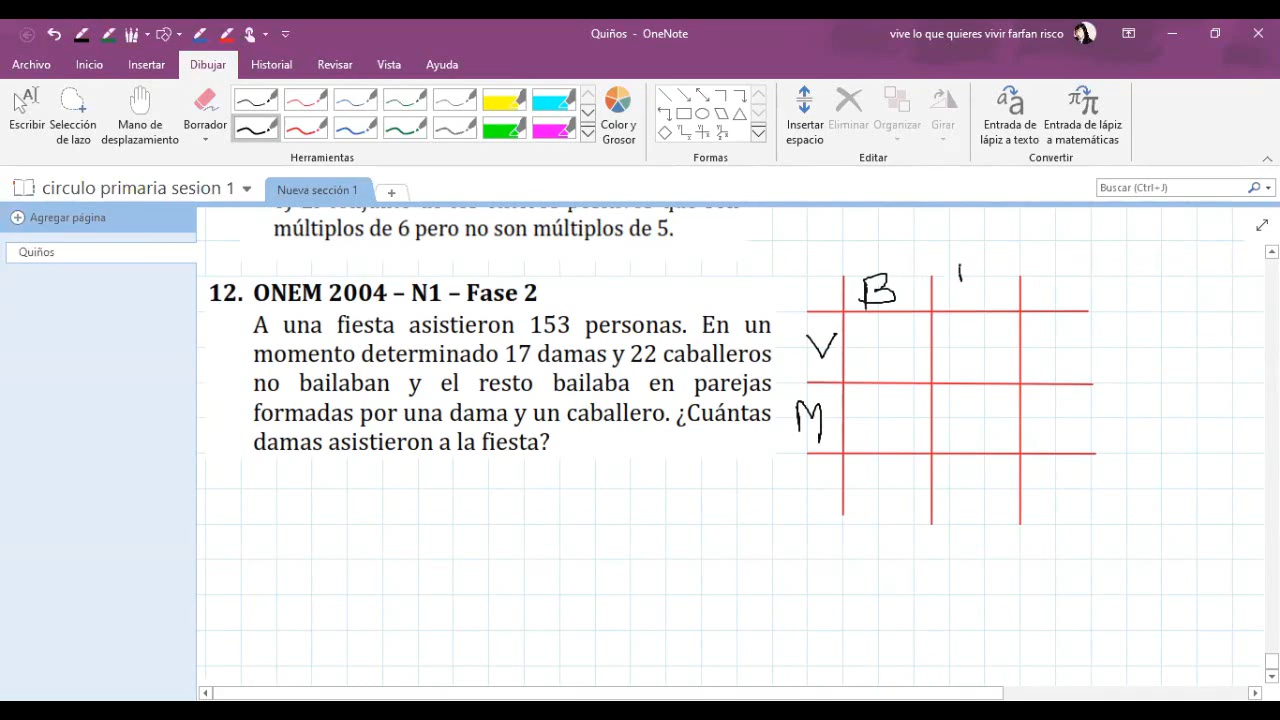 Quiños - OneNote
vive lo que quieres vivir farfan risco
Archivo Inicio Insertar Dibujar Historial Revisar Vista Ayuda
Escribir
Selección de lazo
Mano de desplazamiento
Borrador
Color y Grosor
Insertar espacio
Eliminar
Organizar
Girar
Entrada de lápiz a texto
Entrada de lápiz a matemáticas
Herramientas
Formas
Editar
Convertir
circulo primaria sesion 1
Nueva sección 1
Buscar (Ctrl+J)
Agregar página
Quiños
múltiplos de 6 pero no son múltiplos de 5.
12. ONEM 2004 – N1 – Fase 2
A una fiesta asistieron 153 personas. En un
momento determinado 17 damas y 22 caballeros
no bailaban y el resto bailaba en parejas
formadas por una dama y un caballero. ¿Cuántas
damas asistieron a la fiesta?
B
V
M